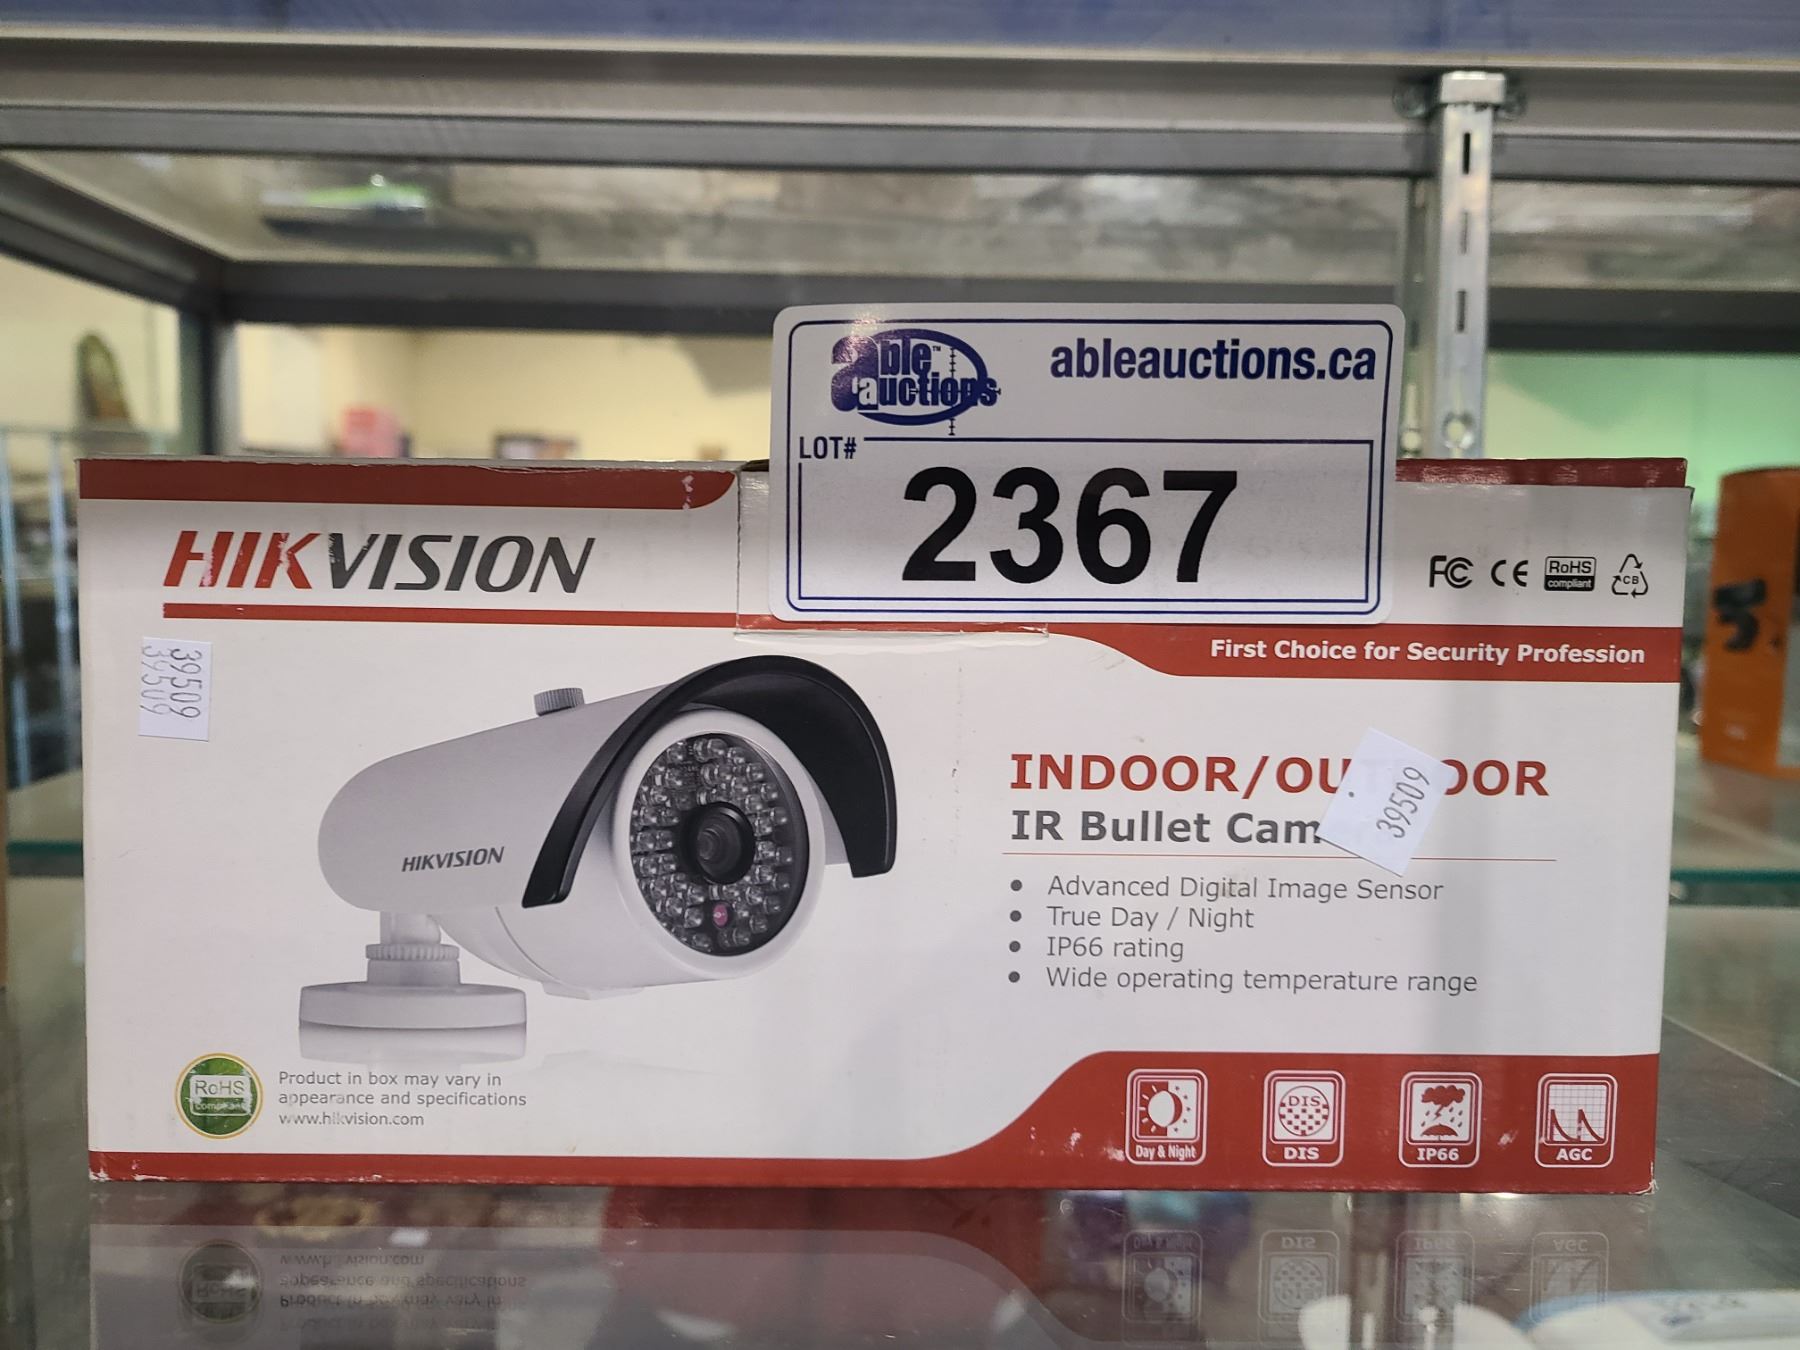 able™
auctions
ableauctions.ca
LOT#
2367
HIKVISION
FC CE RoHS
compliant
CB
First Choice for Security Profession
39509
39509
HIKVISION
INDOOR/OU OOR
39509
IR Bullet Cam
• Advanced Digital Image Sensor
• True Day / Night
• IP66 rating
• Wide operating temperature range
RoHS
compliant
Product in box may vary in
appearance and specifications
www.hikvision.com
Day & Night
DIS
DIS
IP66
AGC